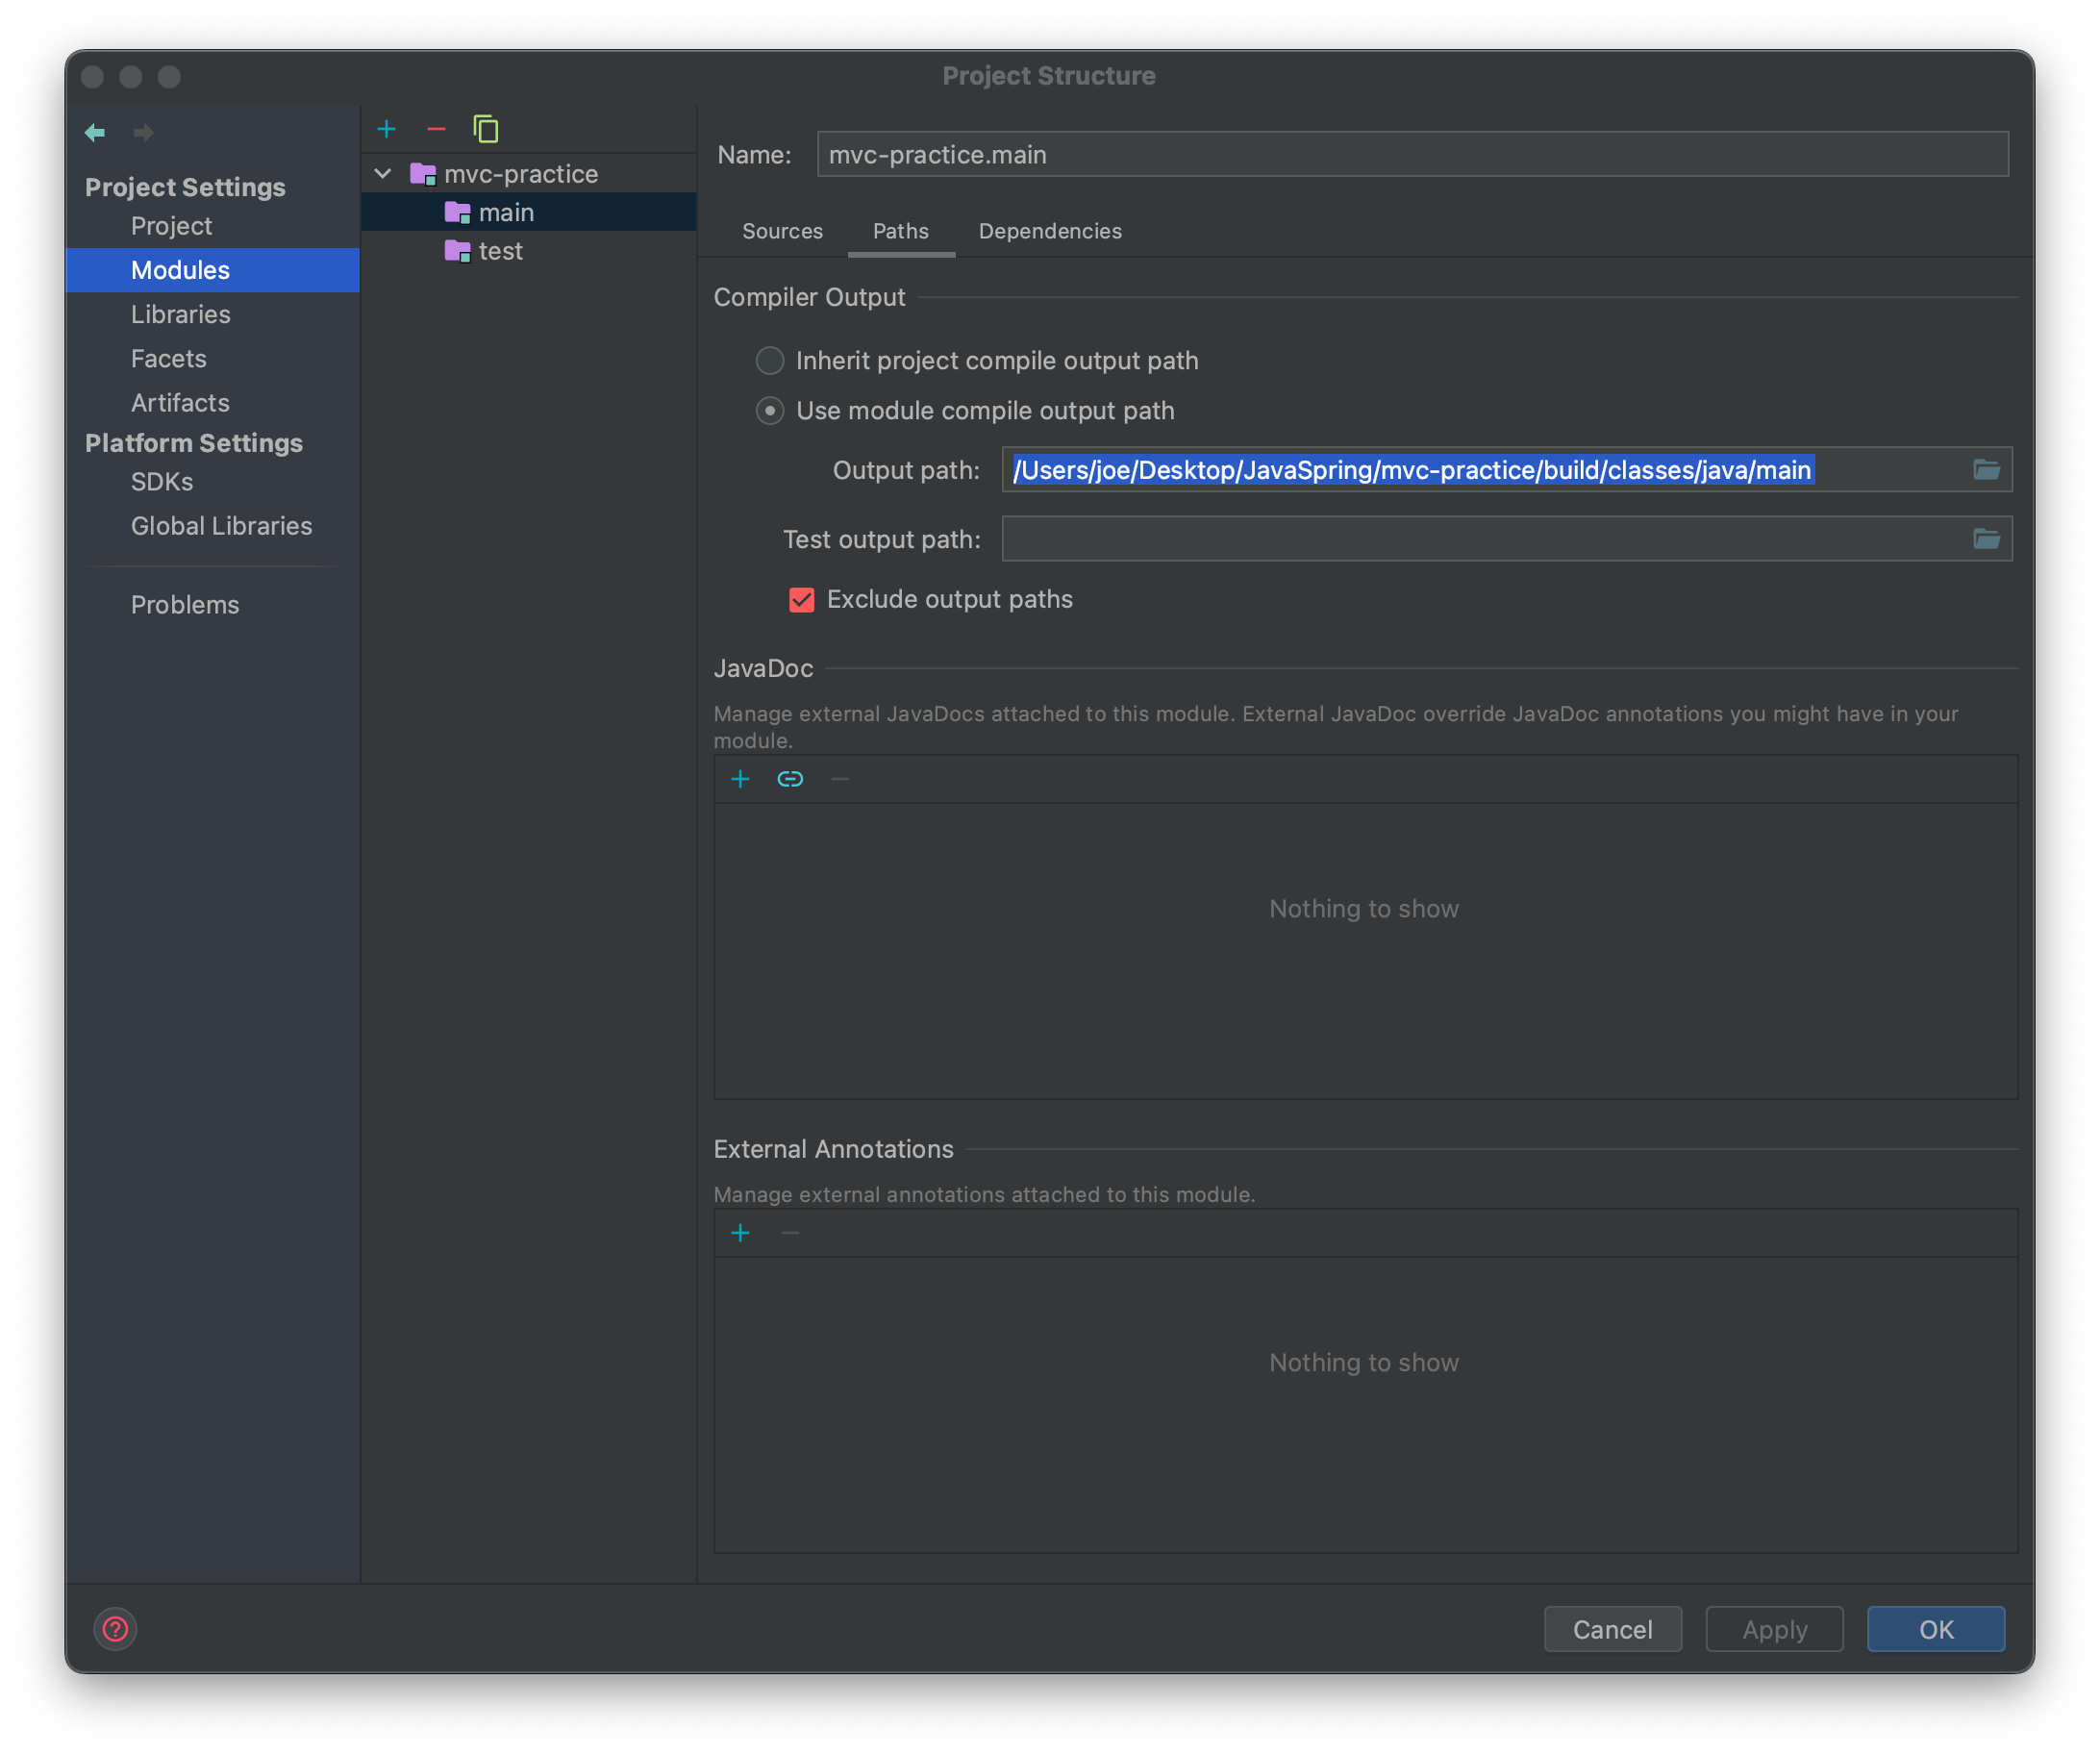 Project Structure
Project Settings
Project
Modules
Libraries
Facets
Artifacts
Platform Settings
SDKs
Global Libraries
Problems
mvc-practice
main
test
Name: mvc-practice.main
Sources Paths Dependencies
Compiler Output
Inherit project compile output path
Use module compile output path
Output path: /Users/joe/Desktop/JavaSpring/mvc-practice/build/classes/java/main
Test output path:
Exclude output paths
JavaDoc
Manage external JavaDocs attached to this module. External JavaDoc override JavaDoc annotations you might have in your
module.
Nothing to show
External Annotations
Manage external annotations attached to this module.
Nothing to show
?
Cancel Apply OK